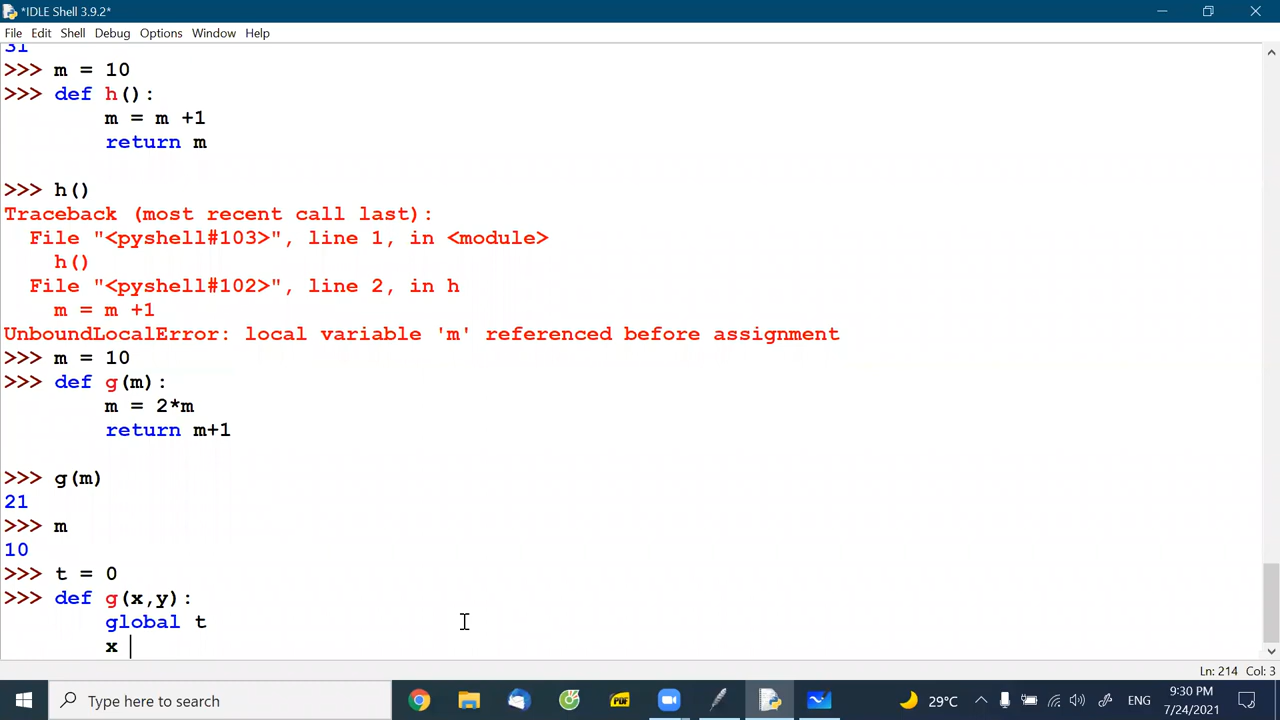 *IDLE Shell 3.9.2*
File Edit Shell Debug Options Window Help
31
>>> m = 10
>>> def h():
        m = m +1
        return m
>>> h()
Traceback (most recent call last):
  File "<pyshell#103>", line 1, in <module>
    h()
  File "<pyshell#102>", line 2, in h
    m = m +1
UnboundLocalError: local variable 'm' referenced before assignment
>>> m = 10
>>> def g(m):
        m = 2*m
        return m+1
>>> g(m)
21
>>> m
10
>>> t = 0
>>> def g(x,y):
        global t
        x
Ln: 214 Col: 3
Type here to search
PDF
29°C
ENG
9:30 PM
7/24/2021